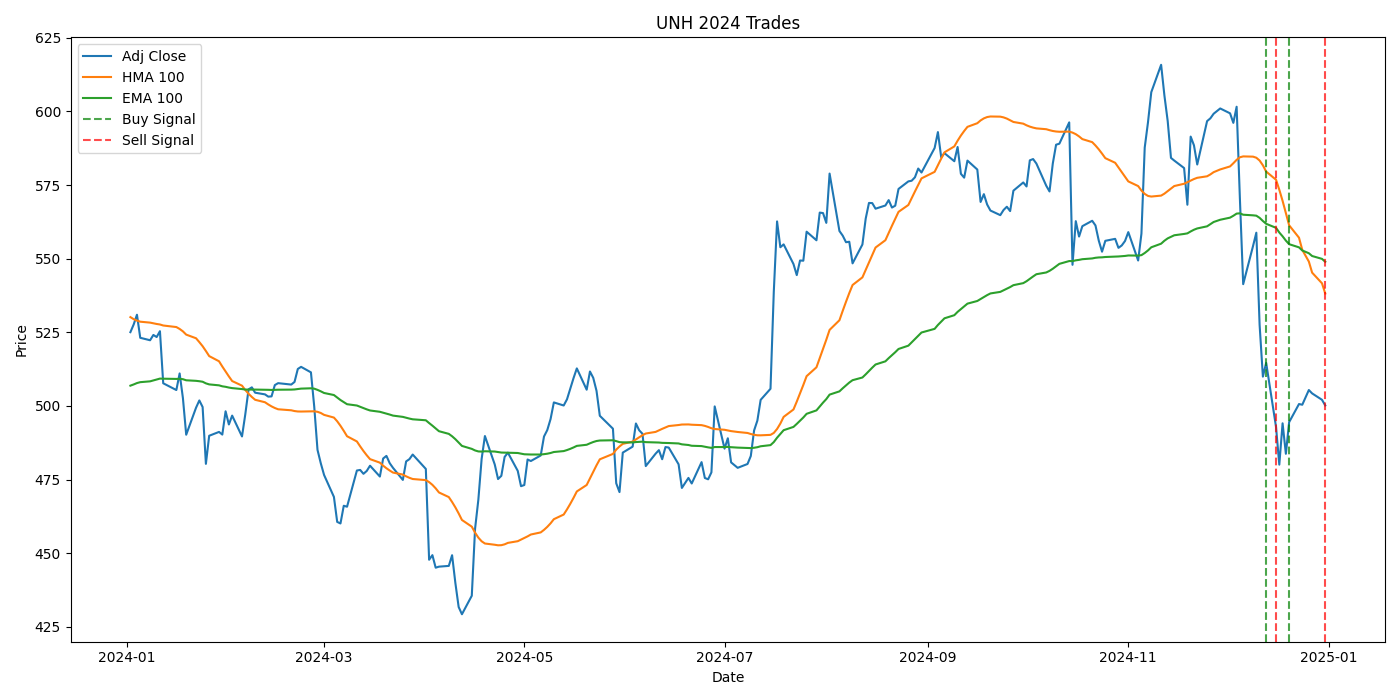 UNH 2024 Trades
Adj Close
HMA 100
EMA 100
Buy Signal
Sell Signal
Price
625
600
575
550
525
500
475
450
425
2024-01
2024-03
2024-05
2024-07
2024-09
2024-11
2025-01
Date